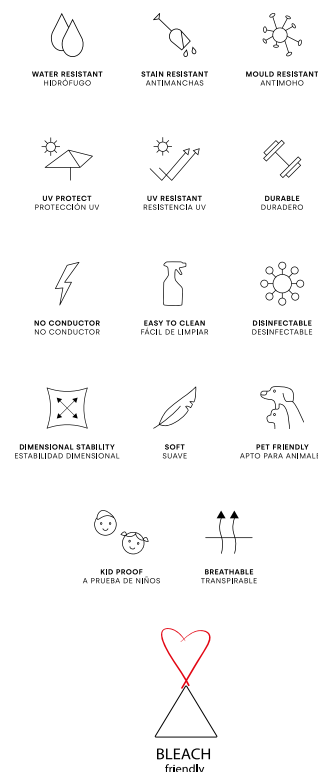 WATER RESISTANT
HIDRÓFUGO
STAIN RESISTANT
ANTIMANCHAS
MOULD RESISTANT
ANTIMOHO
UV PROTECT
PROTECCIÓN UV
UV RESÍSTANT
RESISTENCIA UV
DURABLE
DURADERO
NO CONDUCTOR
NO CONDUCTOR
EASY TO CLEAN
FÁCIL DE LIMPIAR
DISINFECTABLE
DESINFECTABLE
DIMENSIONAL STABILITY
ESTABILIDAD DIMENSIONAL
SOFT
SUAVE
PET FRIENDLY
APTO PARA ANIMALE
KID PROOF
A PRUEBA DE NIÑOS
BREATHABLE
TRANSPIRABLE
BLEACH
friendly